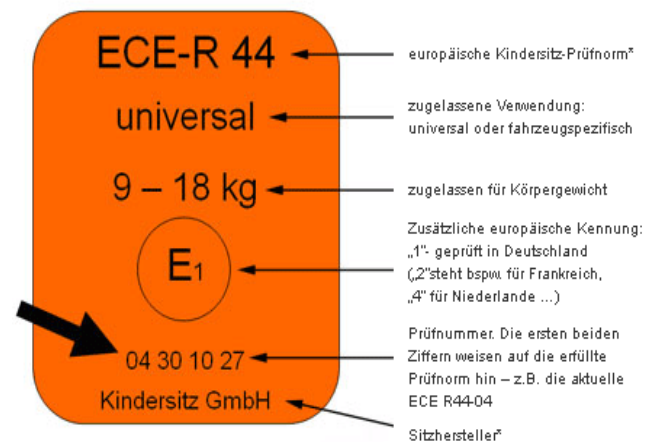 ECE-R 44
europäische Kindersitz-Prüfnorm*
universal
zugelassene Verwendung:
universal oder fahrzeugspezifisch
9 – 18 kg
zugelassen für Körpergewicht
E1
Zusätzliche europäische Kennung:
„1"- geprüft in Deutschland
(„2"steht bspw. für Frankreich,
„4" für Niederlande ...)
04 30 10 27
Prüfnummer. Die ersten beiden
Ziffern weisen auf die erfüllte
Prüfnorm hin – z.B. die aktuelle
ECE R44-04
Kindersitz GmbH
Sitzhersteller*